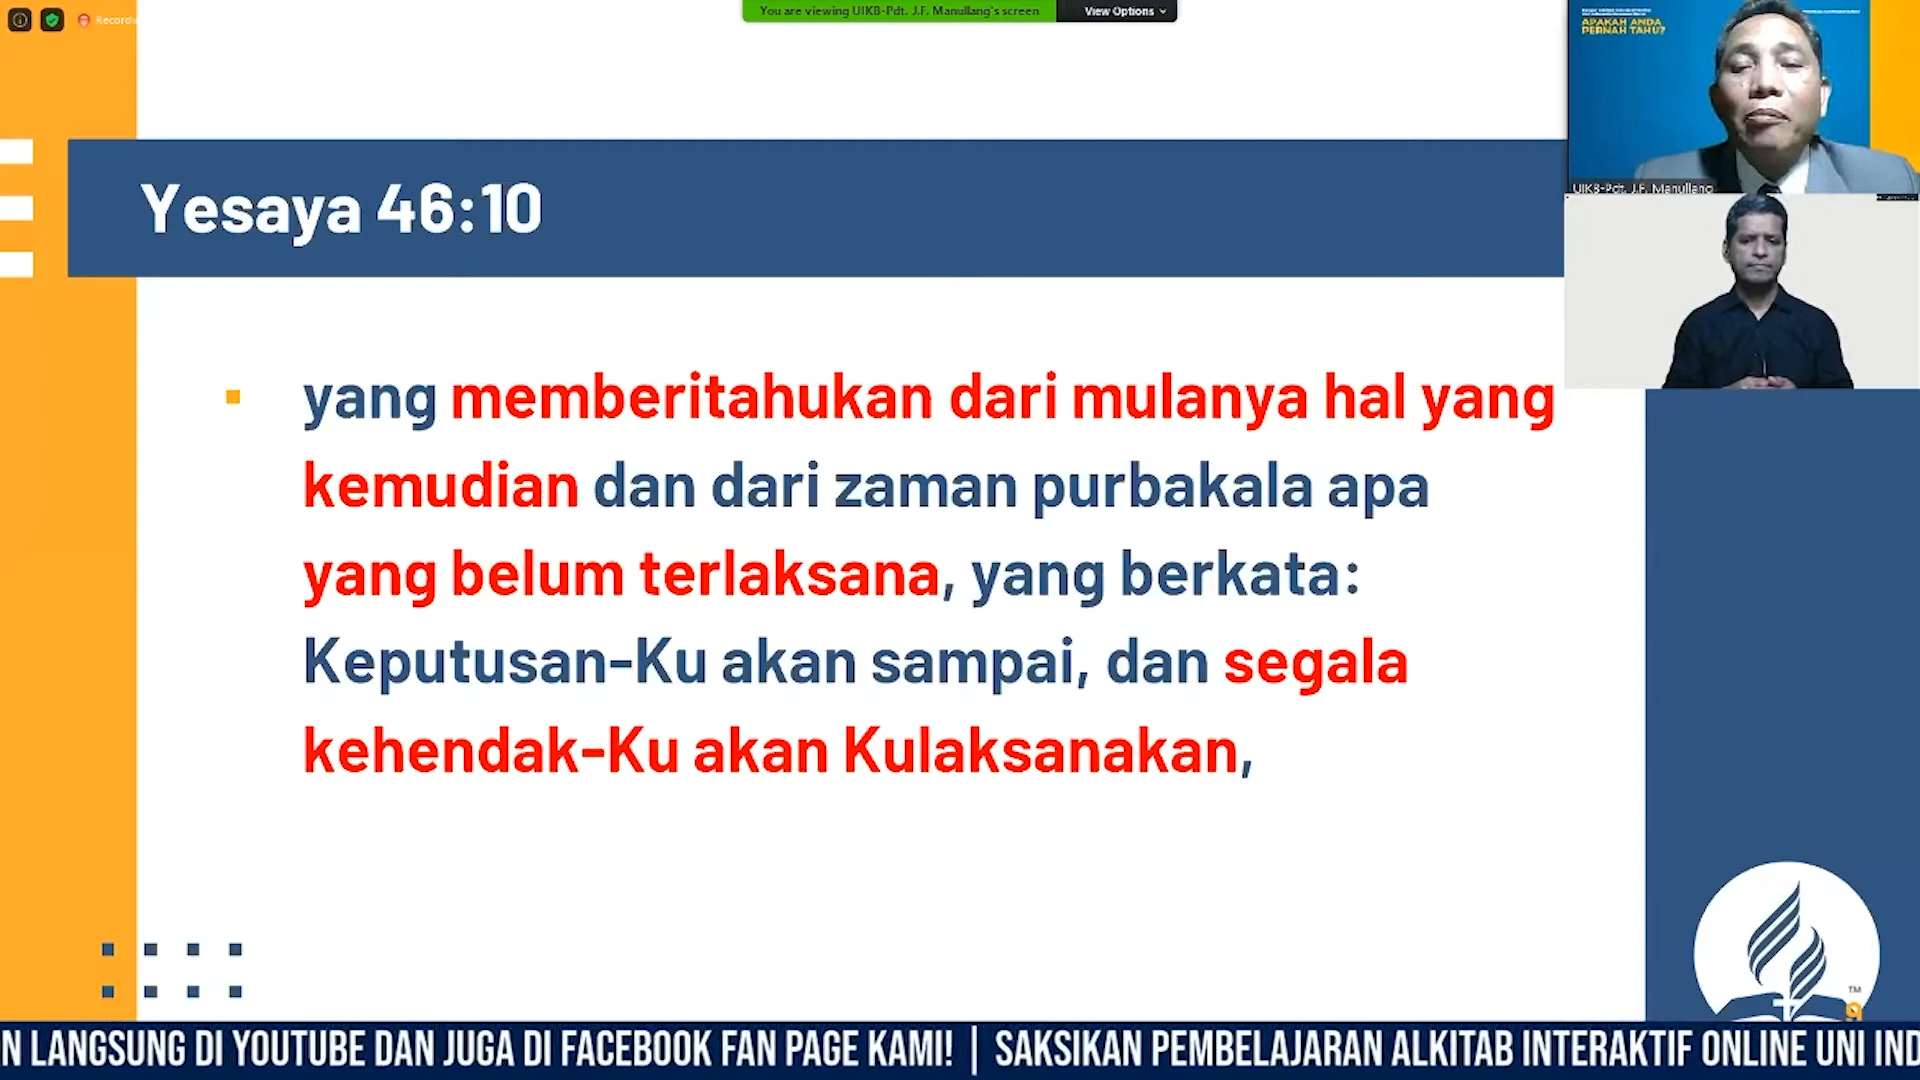 You are viewing UIKB-Pdt. J.F. Manullang's screen
View Options
APAKAH ANDA
PERNAH TAHU?
UIKB-Pdt. J.F. Manullang
Yesaya 46:10
yang memberitahukan dari mulanya hal yang
kemudian dan dari zaman purbakala apa
yang belum terlaksana, yang berkata:
Keputusan-Ku akan sampai, dan segala
kehendak-Ku akan Kulaksanakan,
TM
9
N LANGSUNG DI YOUTUBE DAN JUGA DI FACEBOOK FAN PAGE KAMI! | SAKSIKAN PEMBELAJARAN ALKITAB INTERAKTIF ONLINE UNI IND